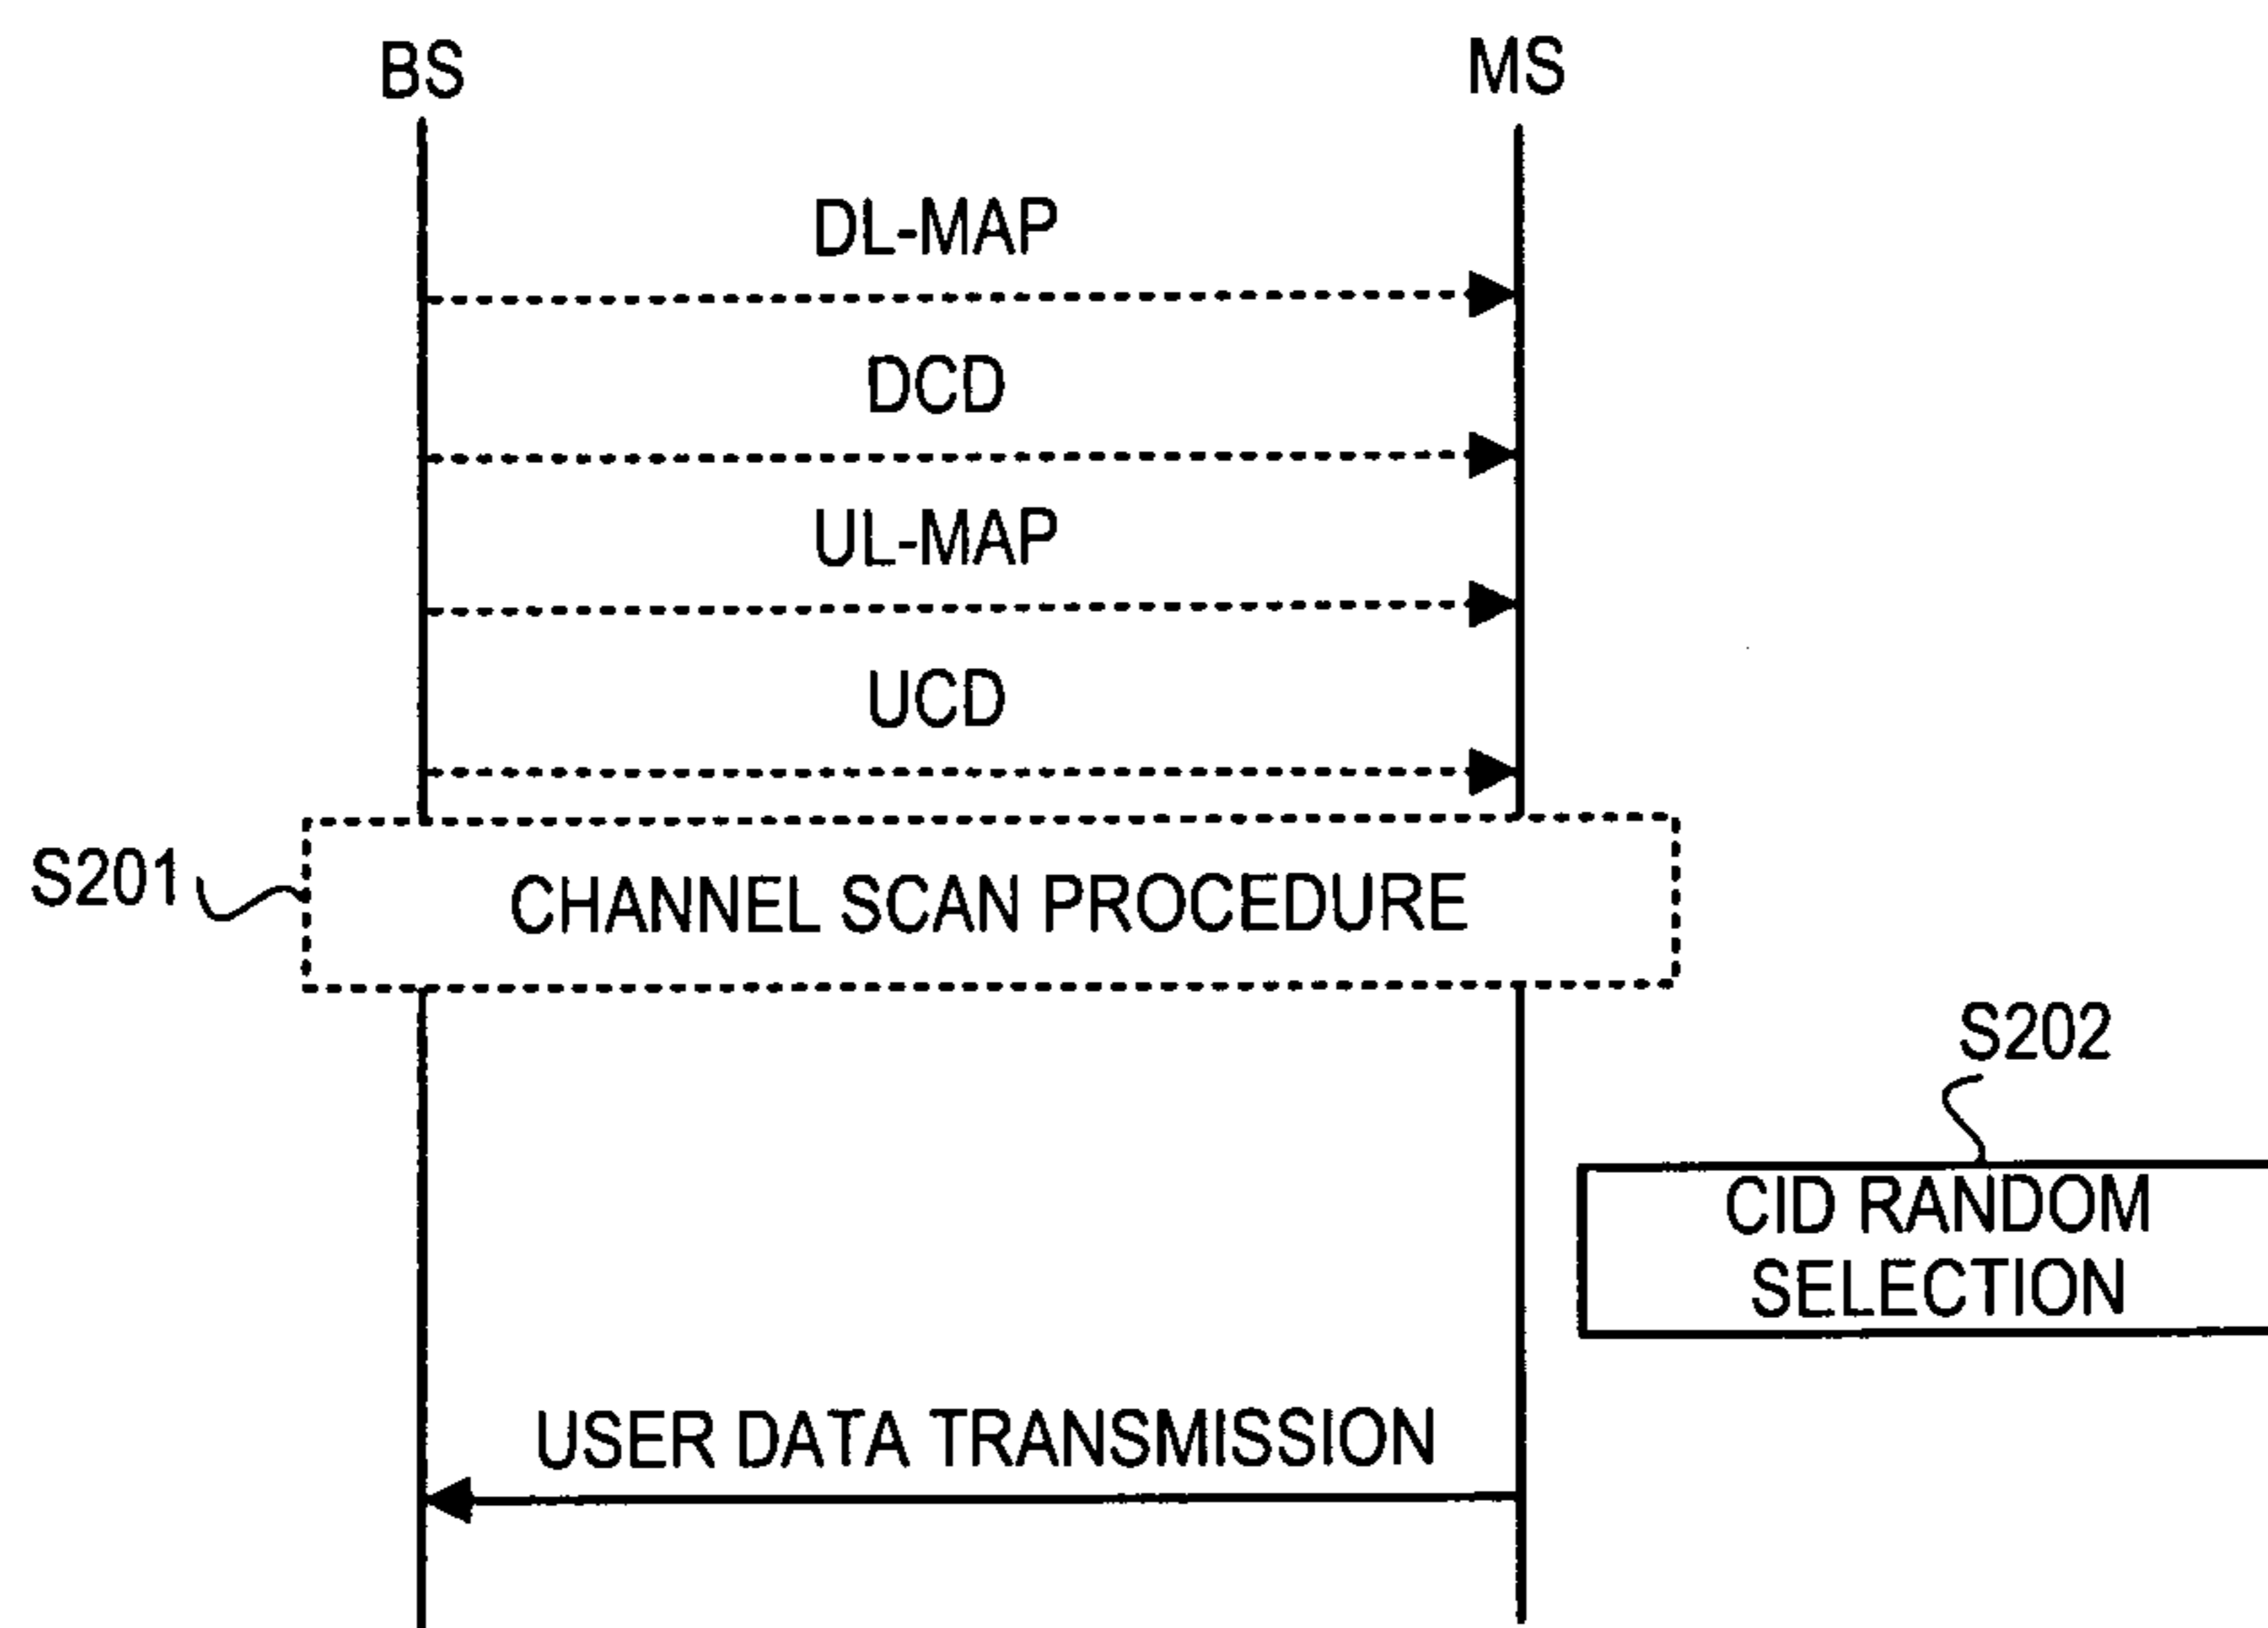 BS
MS
DL-MAP
DCD
UL-MAP
UCD
S201
CHANNEL SCAN PROCEDURE
S202
CID RANDOM
SELECTION
USER DATA TRANSMISSION